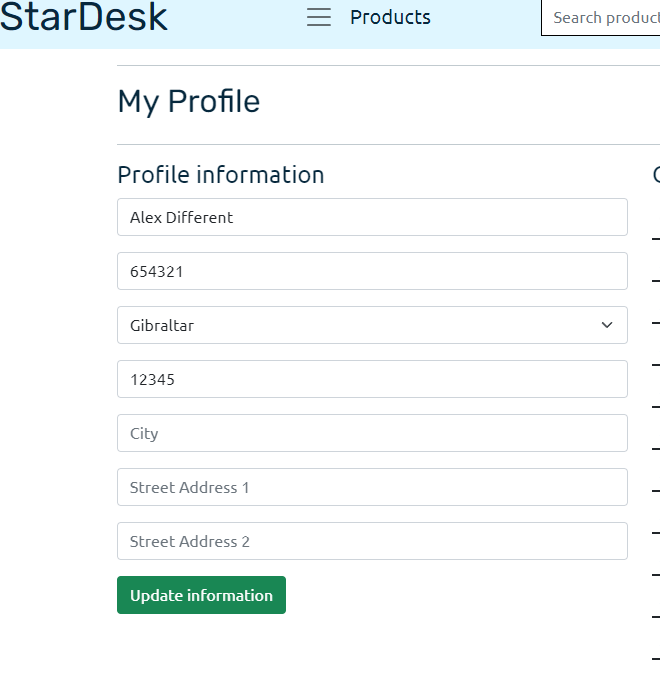 StarDesk
Products
Search product
My Profile
Profile information
Alex Different
654321
Gibraltar
12345
City
Street Address 1
Street Address 2
Update information